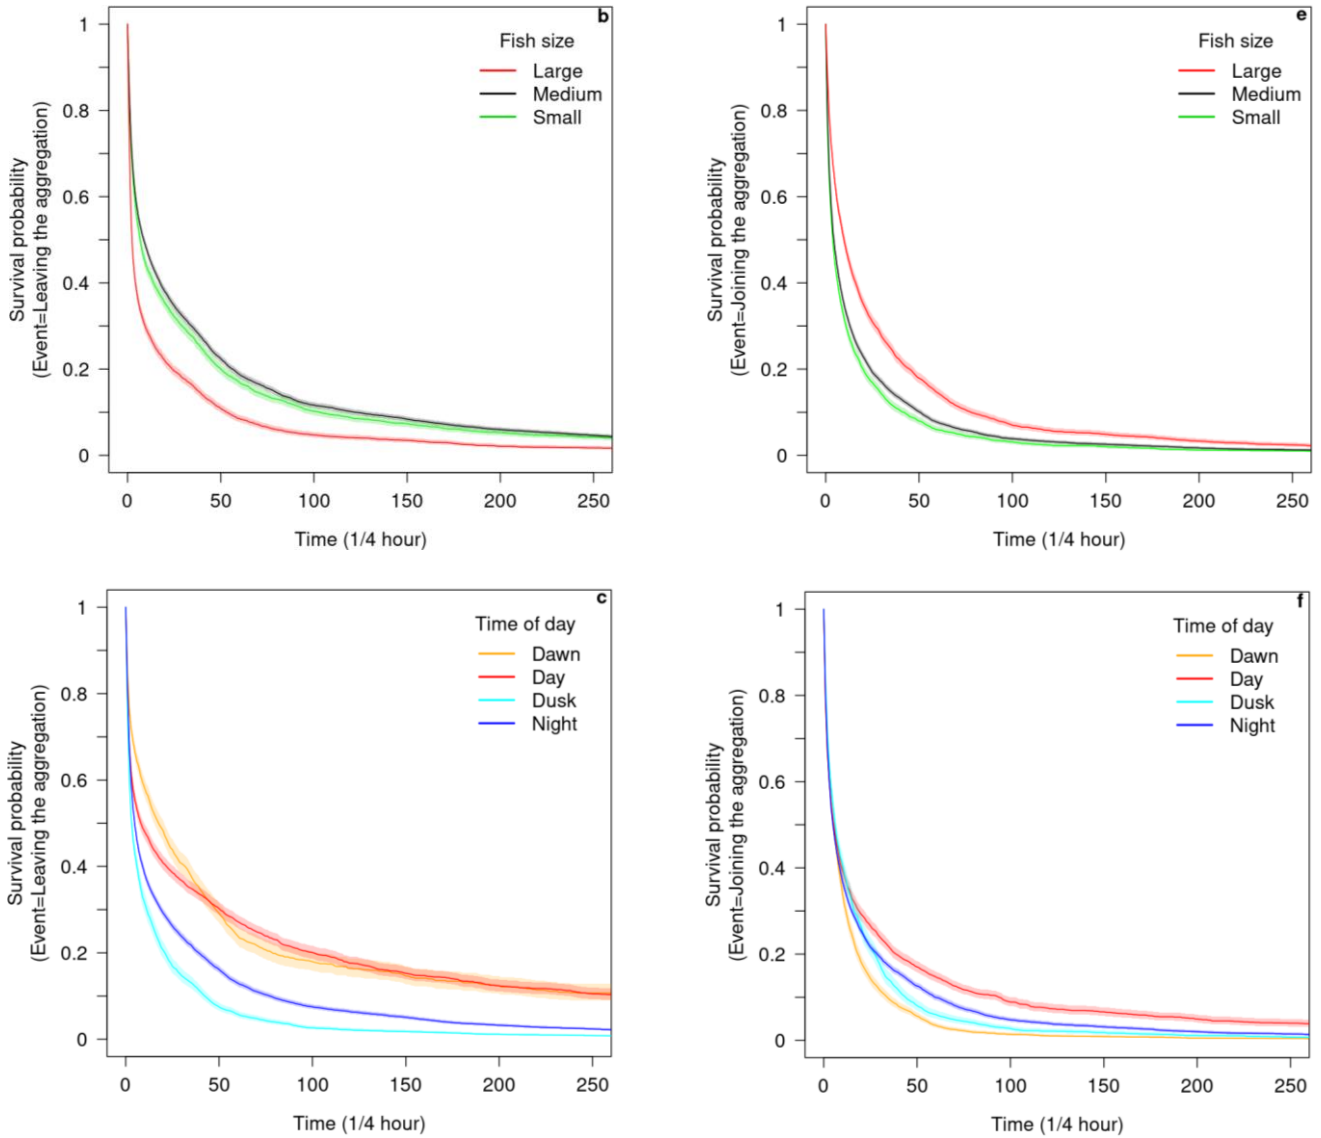 b
Fish size
Large
Medium
Small
Survival probability
(Event=Leaving the aggregation)
1
0.8
0.6
0.4
0.2
0
0 50 100 150 200 250
Time (1/4 hour)
e
Fish size
Large
Medium
Small
Survival probability
(Event=Joining the aggregation)
1
0.8
0.6
0.4
0.2
0
0 50 100 150 200 250
Time (1/4 hour)
c
Time of day
Dawn
Day
Dusk
Night
Survival probability
(Event=Leaving the aggregation)
1
0.8
0.6
0.4
0.2
0
0 50 100 150 200 250
Time (1/4 hour)
f
Time of day
Dawn
Day
Dusk
Night
Survival probability
(Event=Joining the aggregation)
1
0.8
0.6
0.4
0.2
0
0 50 100 150 200 250
Time (1/4 hour)